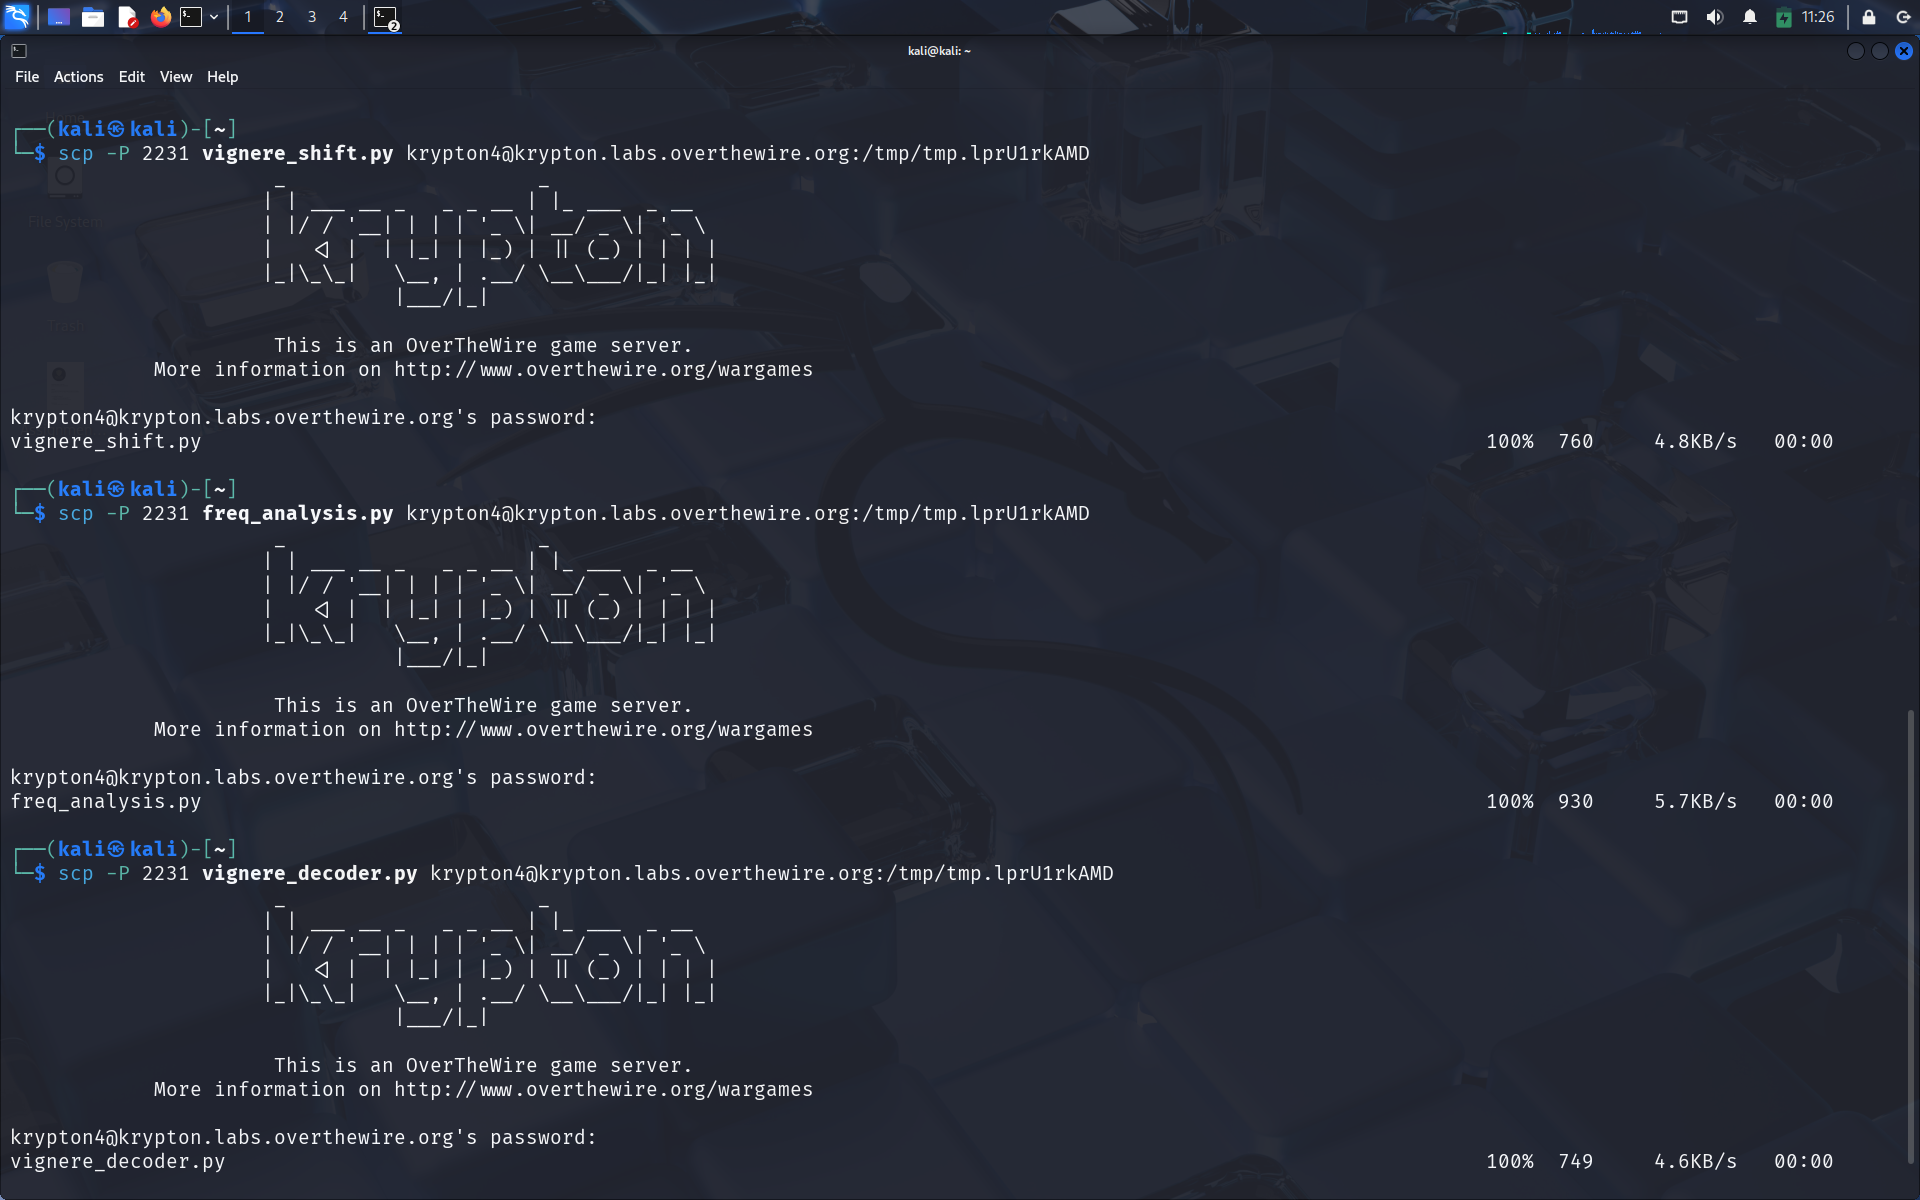 1 2 3 4 2 11:26
kali@kali: ~
File Actions Edit View Help
┌──(kali㉿kali)-[~]
└─$ scp -P 2231 vignere_shift.py krypton4@krypton.labs.overthewire.org:/tmp/tmp.lprU1rkAMD
krypton
This is an OverTheWire game server.
More information on http://www.overthewire.org/wargames
krypton4@krypton.labs.overthewire.org's password:
vignere_shift.py 100% 760 4.8KB/s 00:00
┌──(kali㉿kali)-[~]
└─$ scp -P 2231 freq_analysis.py krypton4@krypton.labs.overthewire.org:/tmp/tmp.lprU1rkAMD
krypton
This is an OverTheWire game server.
More information on http://www.overthewire.org/wargames
krypton4@krypton.labs.overthewire.org's password:
freq_analysis.py 100% 930 5.7KB/s 00:00
┌──(kali㉿kali)-[~]
└─$ scp -P 2231 vignere_decoder.py krypton4@krypton.labs.overthewire.org:/tmp/tmp.lprU1rkAMD
krypton
This is an OverTheWire game server.
More information on http://www.overthewire.org/wargames
krypton4@krypton.labs.overthewire.org's password:
vignere_decoder.py 100% 749 4.6KB/s 00:00
File System
Trash